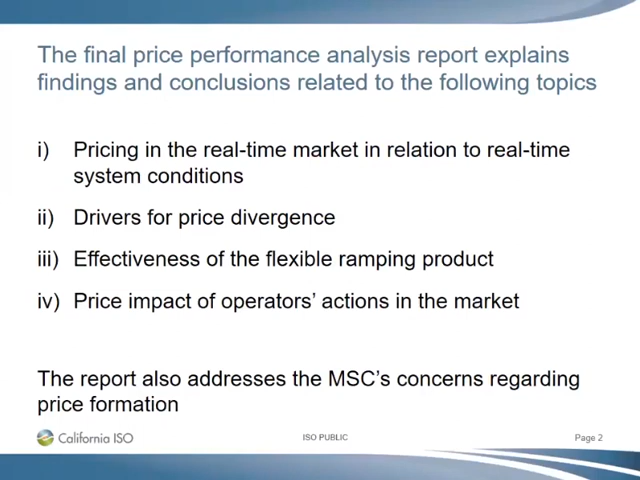 The final price performance analysis report explains
findings and conclusions related to the following topics
i) Pricing in the real-time market in relation to real-time
system conditions
ii) Drivers for price divergence
iii) Effectiveness of the flexible ramping product
iv) Price impact of operators’ actions in the market
The report also addresses the MSC’s concerns regarding
price formation
California ISO
ISO PUBLIC
Page 2